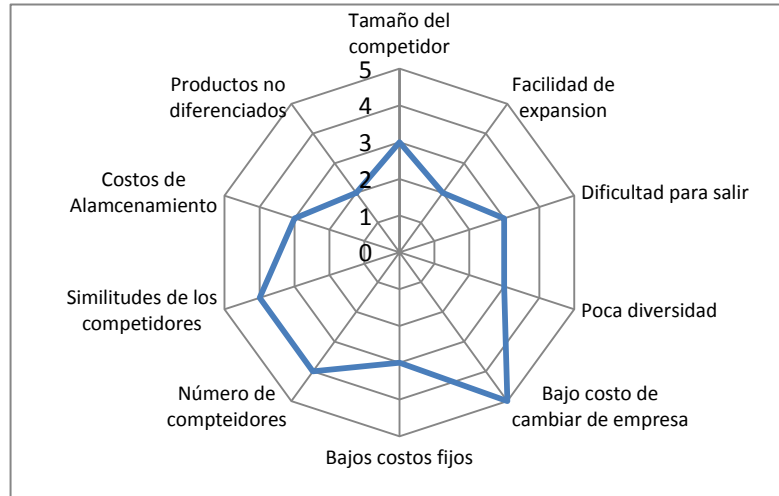 Tamaño del
competidor
Facilidad de
expansion
Dificultad para salir
Poca diversidad
Bajo costo de
cambiar de empresa
Bajos costos fijos
Número de
compteidores
Similitudes de los
competidores
Costos de
Alamcenamiento
Productos no
diferenciados
5
4
3
2
1
0